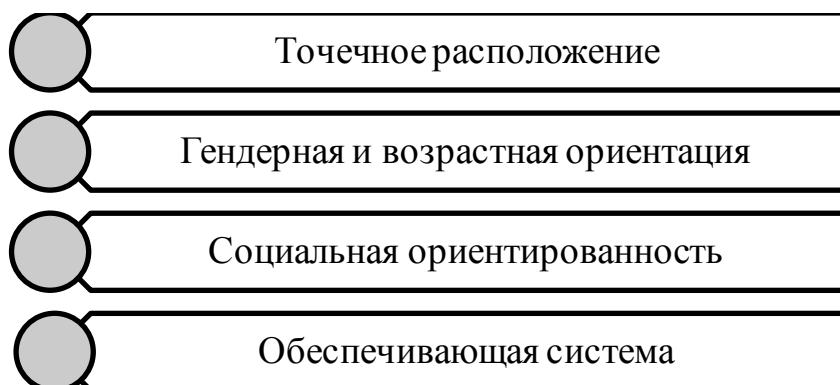 Точечное расположение
Гендерная и возрастная ориентация
Социальная ориентированность
Обеспечивающая система